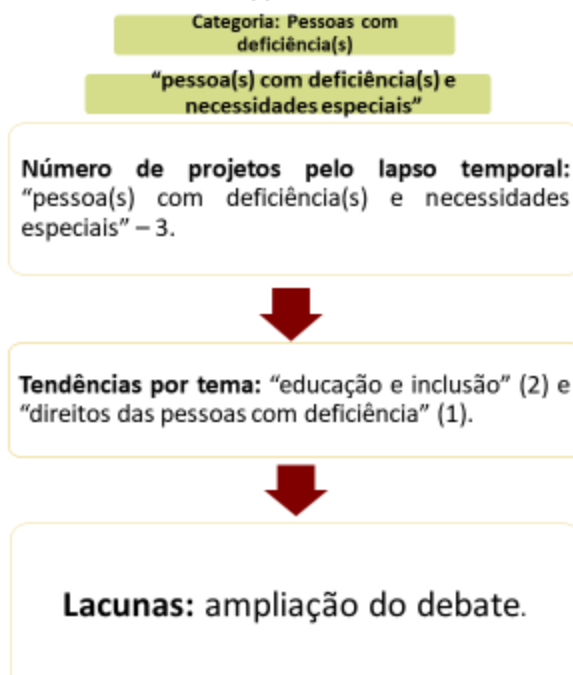 Categoria: Pessoas com
deficiência(s)
“pessoa(s) com deficiência(s) e
necessidades especiais”
Número de projetos pelo lapso temporal:
“pessoa(s) com deficiência(s) e necessidades
especiais” – 3.
Tendências por tema: “educação e inclusão” (2) e
“direitos das pessoas com deficiência” (1).
Lacunas: ampliação do debate.